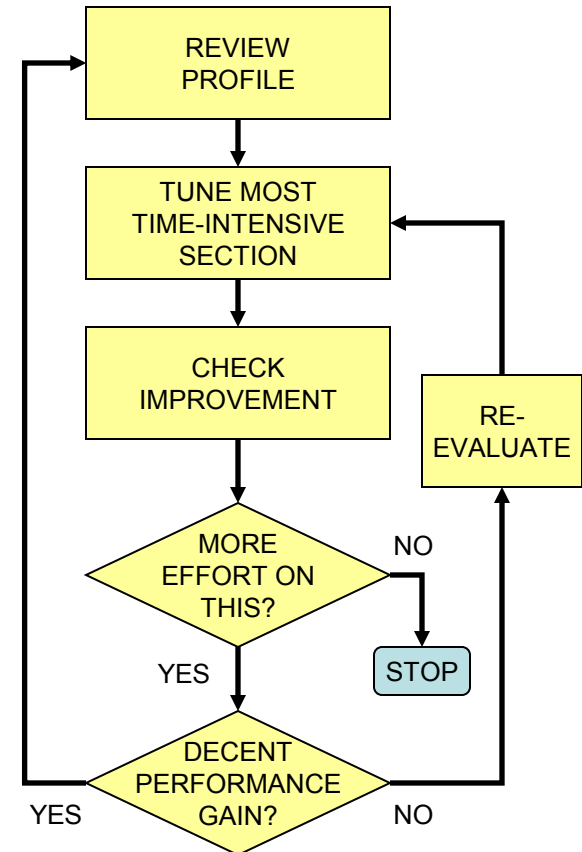 REVIEW
PROFILE
TUNE MOST
TIME-INTENSIVE
SECTION
CHECK
IMPROVEMENT
RE-
EVALUATE
MORE
EFFORT ON
THIS?
NO
STOP
YES
DECENT
PERFORMANCE
GAIN?
YES
NO